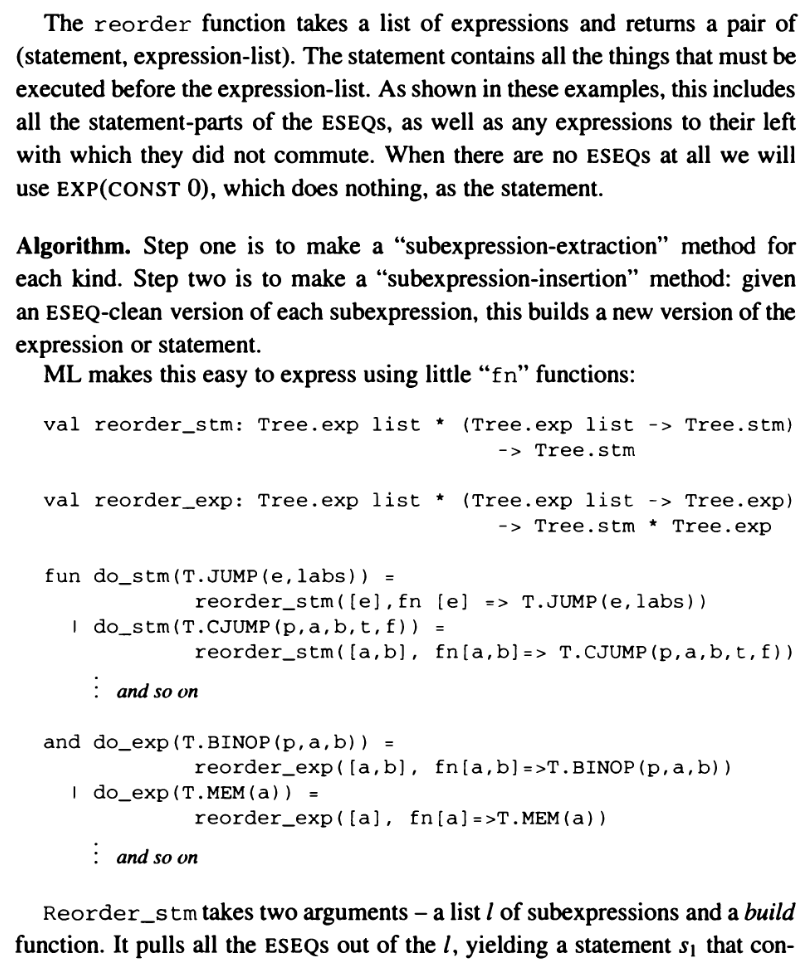 The reorder function takes a list of expressions and returns a pair of
(statement, expression-list). The statement contains all the things that must be
executed before the expression-list. As shown in these examples, this includes
all the statement-parts of the ESEQs, as well as any expressions to their left
with which they did not commute. When there are no ESEQs at all we will
use EXP(CONST 0), which does nothing, as the statement.
Algorithm. Step one is to make a “subexpression-extraction” method for
each kind. Step two is to make a “subexpression-insertion” method: given
an ESEQ-clean version of each subexpression, this builds a new version of the
expression or statement.
ML makes this easy to express using little “fn” functions:
val reorder_stm: Tree.exp list * (Tree.exp list -> Tree.stm)
-> Tree.stm
val reorder_exp: Tree.exp list * (Tree.exp list -> Tree.exp)
-> Tree.stm * Tree.exp
fun do_stm(T.JUMP(e,labs)) =
reorder_stm([e],fn [e] => T.JUMP(e,labs))
| do_stm(T.CJUMP(p,a,b,t,f)) =
reorder_stm([a,b], fn[a,b]=> T.CJUMP(p,a,b,t,f))
⋮ and so on
and do_exp(T.BINOP(p,a,b)) =
reorder_exp([a,b], fn[a,b]=>T.BINOP(p,a,b))
| do_exp(T.MEM(a)) =
reorder_exp([a], fn[a]=>T.MEM(a))
⋮ and so on
Reorder_stm takes two arguments – a list l of subexpressions and a build
function. It pulls all the ESEQs out of the l, yielding a statement s₁ that con-